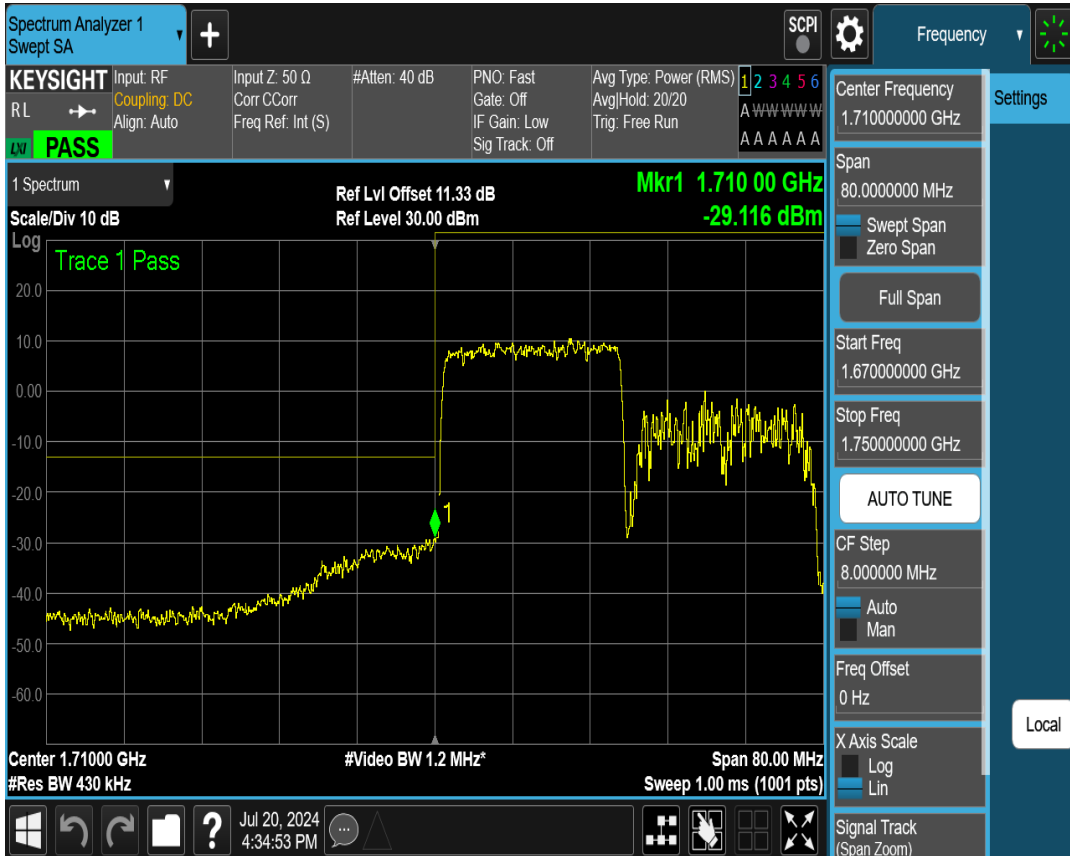 Spectrum Analyzer 1
Swept SA
+
SCPI
Frequency
KEYSIGHT
RL
LXI
PASS
Input: RF
Coupling: DC
Align: Auto
Input Z: 50 Ω
Corr CCorr
Freq Ref: Int (S)
#Atten: 40 dB
PNO: Fast
Gate: Off
IF Gain: Low
Sig Track: Off
Avg Type: Power (RMS)
Avg|Hold: 20/20
Trig: Free Run
1 2 3 4 5 6
A W W W W W
A A A A A A
1 Spectrum
Scale/Div 10 dB
Log
Ref Lvl Offset 11.33 dB
Ref Level 30.00 dBm
Mkr1 1.710 00 GHz
-29.116 dBm
Trace 1 Pass
20.0
10.0
0.00
-10.0
-20.0
-30.0
-40.0
-50.0
-60.0
1
Center 1.71000 GHz
#Res BW 430 kHz
#Video BW 1.2 MHz*
Span 80.00 MHz
Sweep 1.00 ms (1001 pts)
?
Jul 20, 2024
4:34:53 PM
Center Frequency
1.710000000 GHz
Span
80.0000000 MHz
Swept Span
Zero Span
Full Span
Start Freq
1.670000000 GHz
Stop Freq
1.750000000 GHz
AUTO TUNE
CF Step
8.000000 MHz
Auto
Man
Freq Offset
0 Hz
X Axis Scale
Log
Lin
Signal Track
(Span Zoom)
Settings
Local